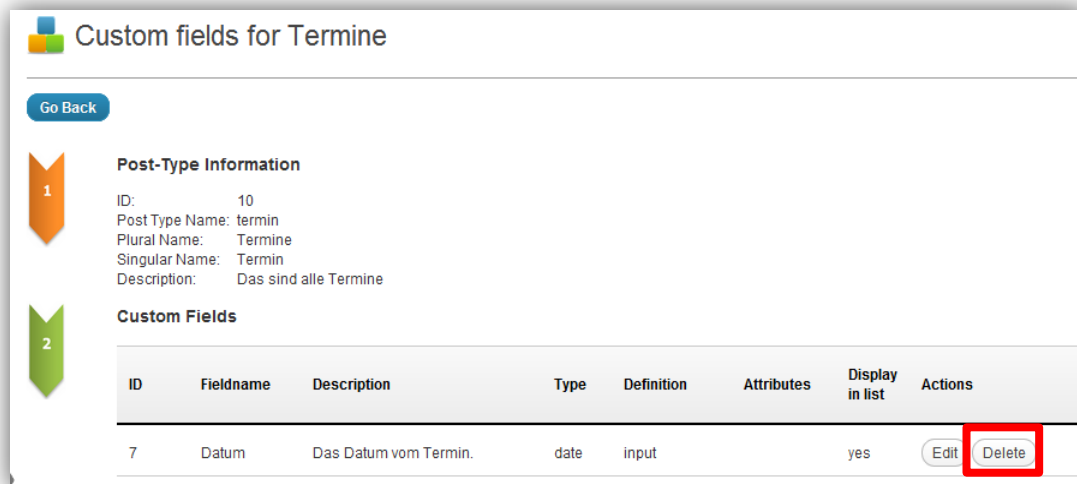 Custom fields for Termine
Go Back
1
Post-Type Information
ID: 10
Post Type Name: termin
Plural Name: Termine
Singular Name: Termin
Description: Das sind alle Termine
2
Custom Fields
ID Fieldname Description Type Definition Attributes Display in list Actions
7 Datum Das Datum vom Termin. date input yes Edit Delete